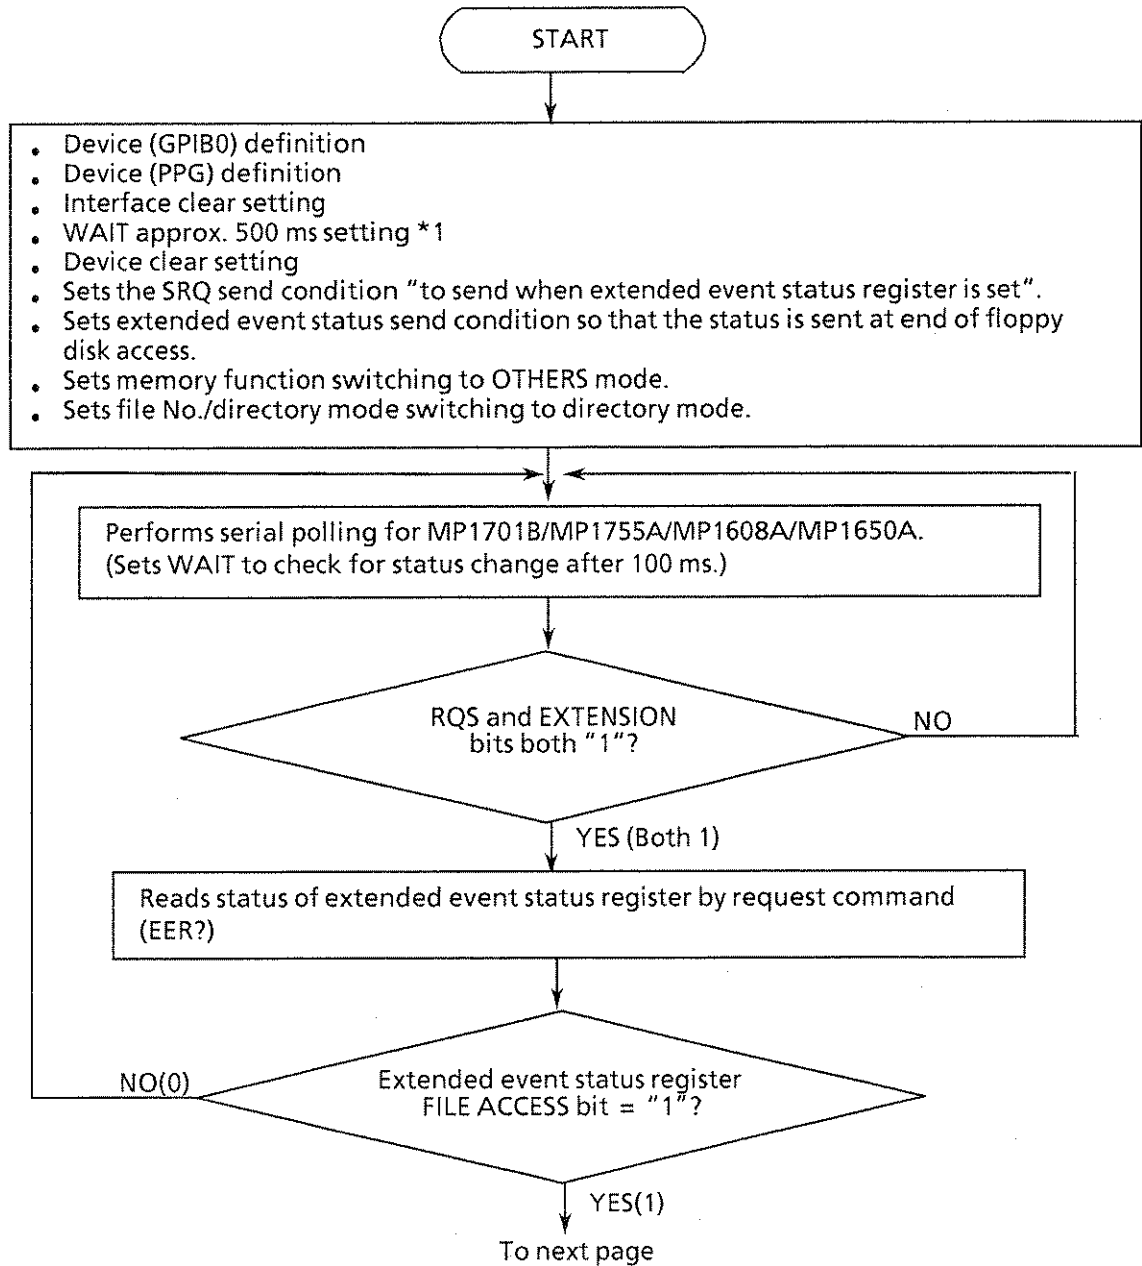 START
• Device (GPIB0) definition
• Device (PPG) definition
• Interface clear setting
• WAIT approx. 500 ms setting *1
• Device clear setting
• Sets the SRQ send condition "to send when extended event status register is set".
• Sets extended event status send condition so that the status is sent at end of floppy
disk access.
• Sets memory function switching to OTHERS mode.
• Sets file No./directory mode switching to directory mode.
Performs serial polling for MP1701B/MP1755A/MP1608A/MP1650A.
(Sets WAIT to check for status change after 100 ms.)
RQS and EXTENSION
bits both "1"?
NO
YES (Both 1)
Reads status of extended event status register by request command
(EER?)
NO(0)
Extended event status register
FILE ACCESS bit = "1"?
YES(1)
To next page